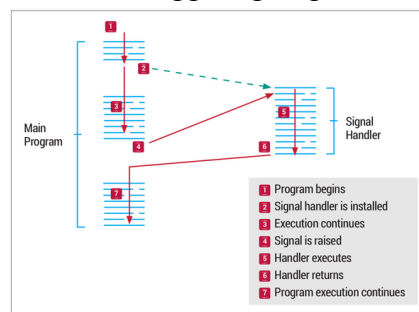 1
2
3
Main
Program
4
5
Signal
Handler
6
7
1 Program begins
2 Signal handler is installed
3 Execution continues
4 Signal is raised
5 Handler executes
6 Handler returns
7 Program execution continues